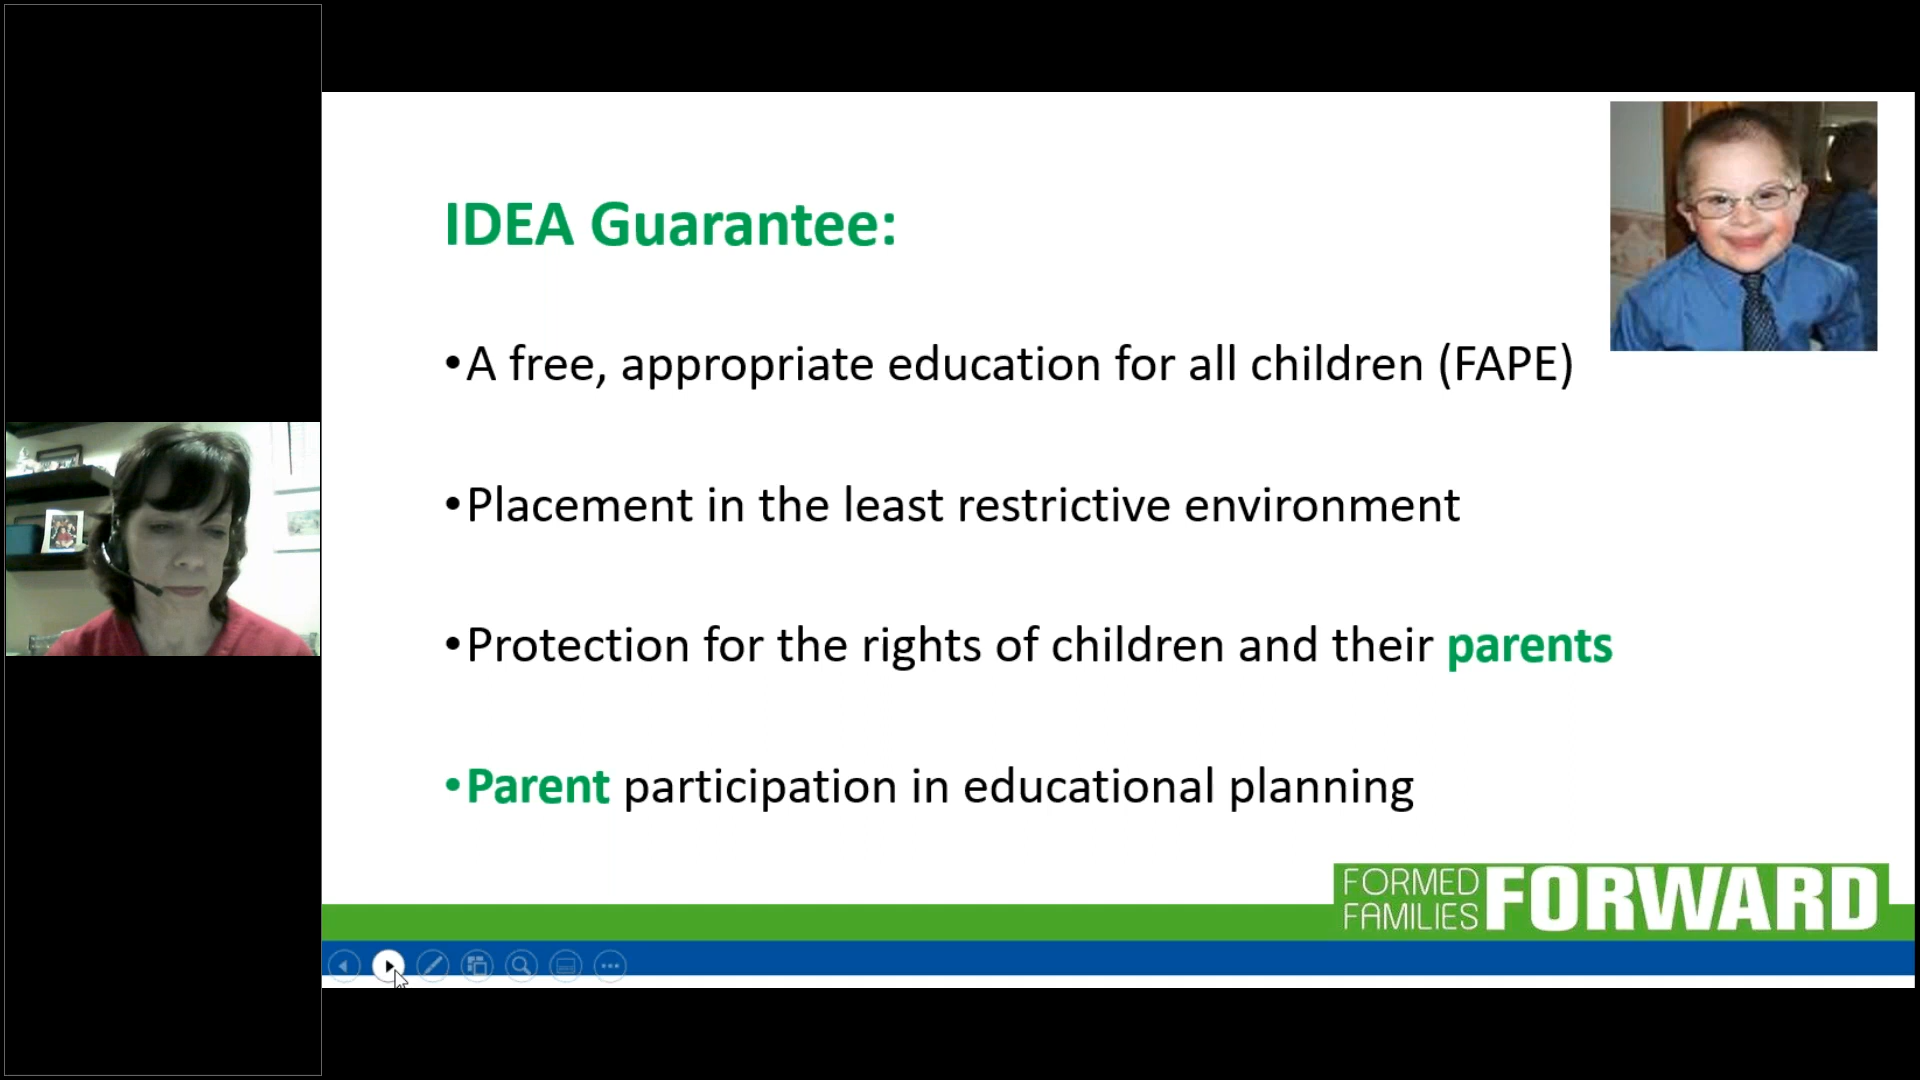 IDEA Guarantee:
•A free, appropriate education for all children (FAPE)
•Placement in the least restrictive environment
•Protection for the rights of children and their parents
•Parent participation in educational planning
FORMED
FAMILIES
FORWARD